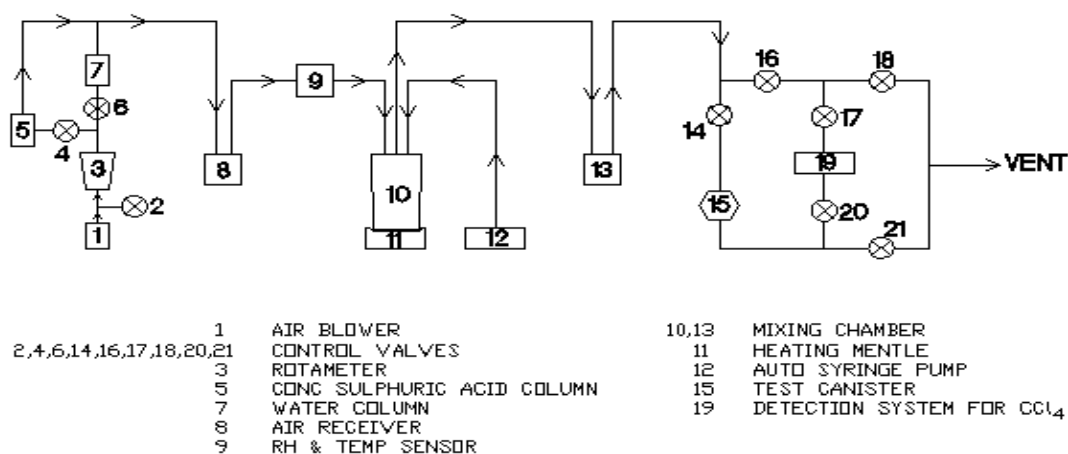 16 18
7
6
5
4
3
2
1
8
9
10
11
12
13
14
15
17
19
20
21
VENT
1 AIR BLOWER
2,4,6,14,16,17,18,20,21 CONTROL VALVES
3 ROTAMETER
5 CONC SULPHURIC ACID COLUMN
7 WATER COLUMN
8 AIR RECEIVER
9 RH & TEMP SENSOR
10,13 MIXING CHAMBER
11 HEATING MENTLE
12 AUTO SYRINGE PUMP
15 TEST CANISTER
19 DETECTION SYSTEM FOR CCl4